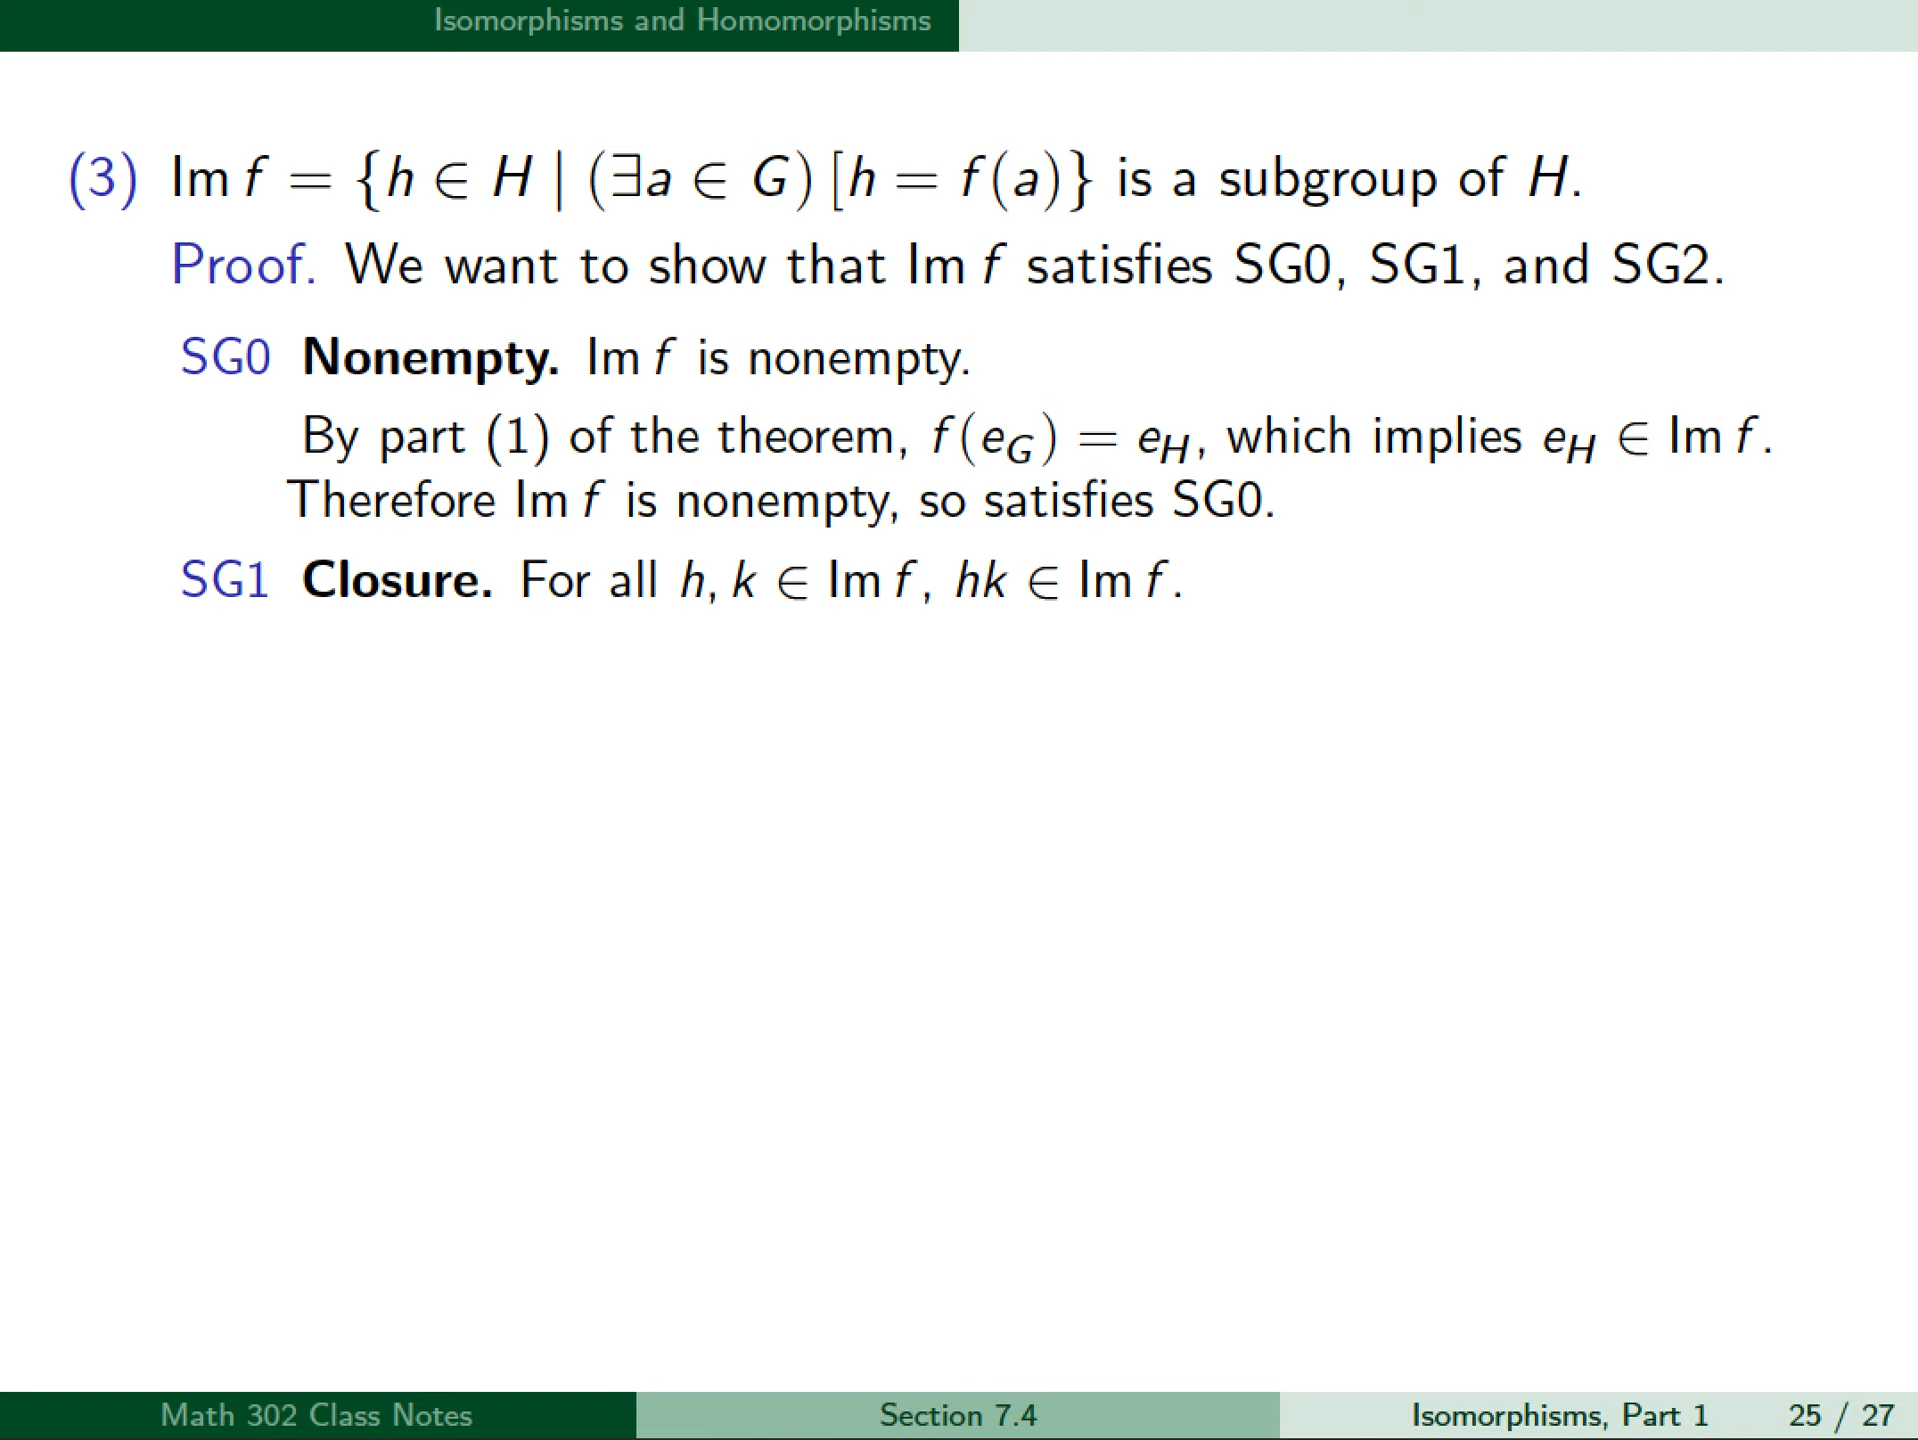 Isomorphisms and Homomorphisms
(3) Im f = {h ∈ H | (∃a ∈ G) [h = f(a)} is a subgroup of H.
Proof. We want to show that Im f satisfies SG0, SG1, and SG2.
SG0 Nonempty. Im f is nonempty.
By part (1) of the theorem, f(e_G) = e_H, which implies e_H ∈ Im f.
Therefore Im f is nonempty, so satisfies SG0.
SG1 Closure. For all h, k ∈ Im f, hk ∈ Im f.
Math 302 Class Notes Section 7.4 Isomorphisms, Part 1 25 / 27